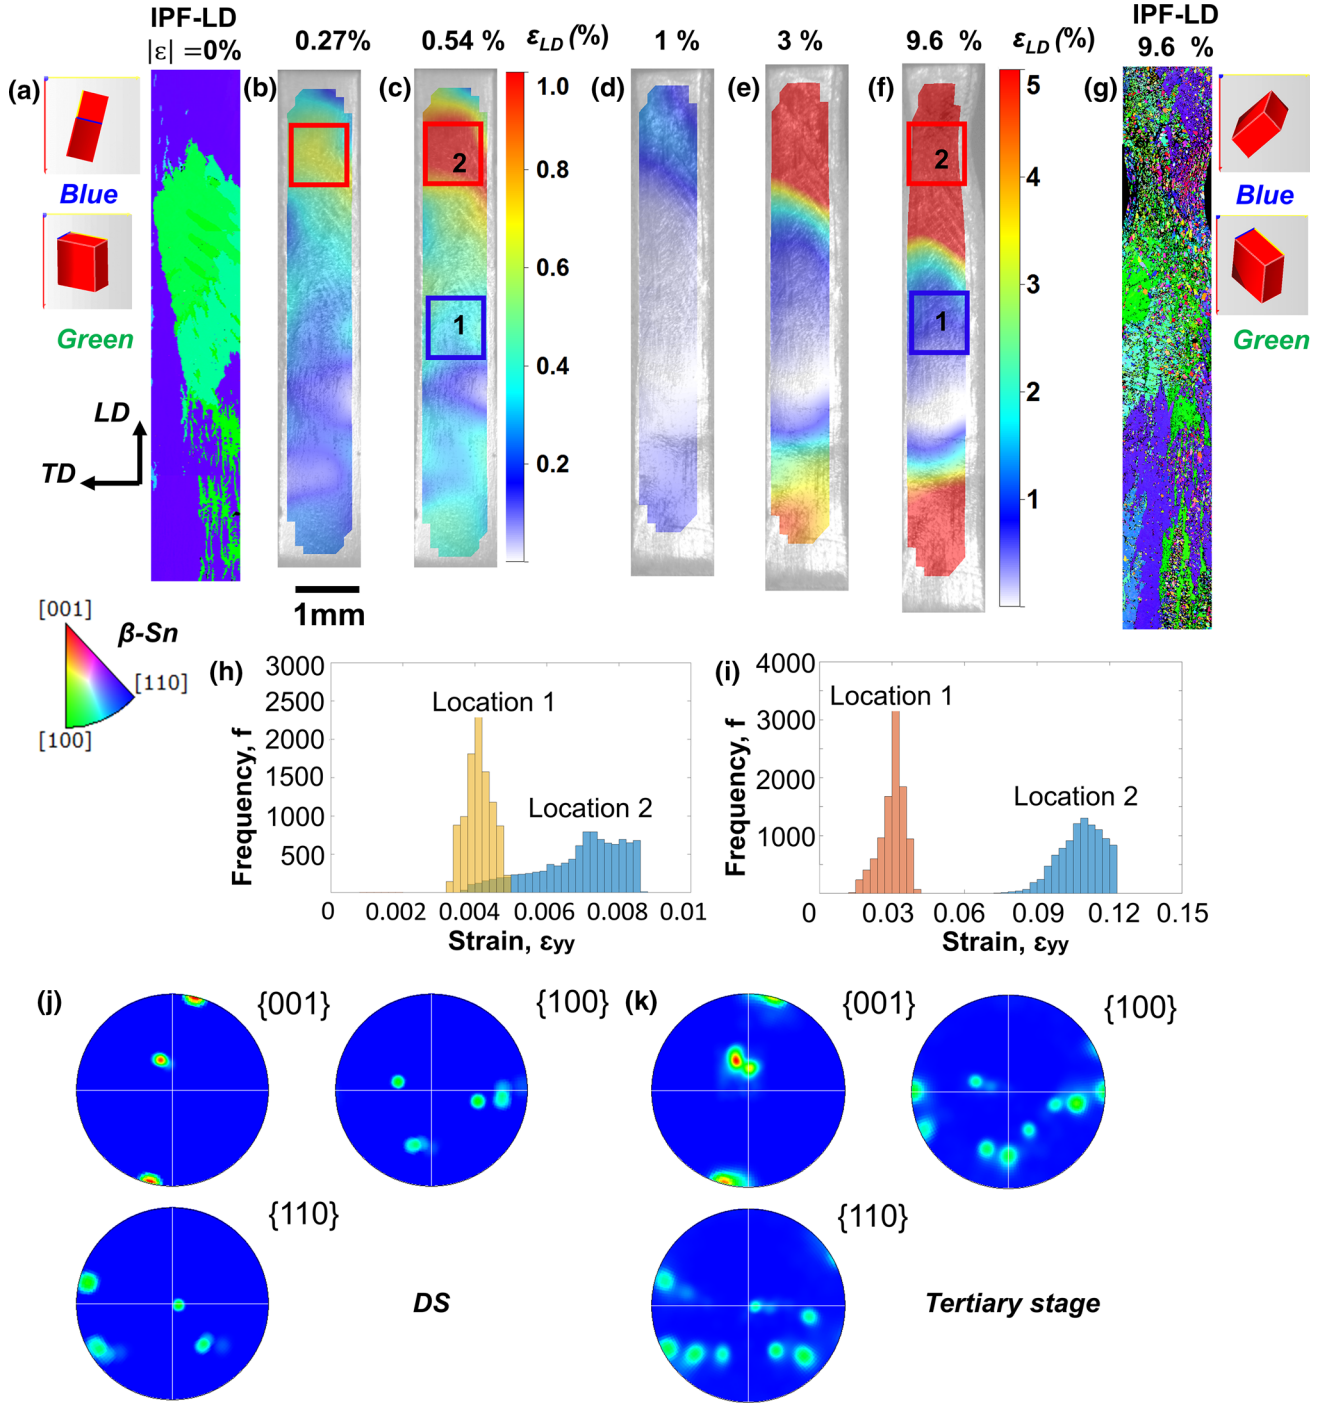 IPF-LD
|ε| =0%
0.27%
0.54 %
εLD (%)
1 %
3 %
9.6 %
εLD (%)
IPF-LD
9.6 %
(a)
(b)
(c)
(d)
(e)
(f)
(g)
Blue
Green
LD
TD
2
1
1.0
0.8
0.6
0.4
0.2
2
1
5
4
3
2
1
Blue
Green
1mm
[001]
β-Sn
[110]
[100]
(h)
3000
2500
2000
1500
1000
500
Frequency, f
Location 1
Location 2
0 0.002 0.004 0.006 0.008 0.01
Strain, εyy
(i)
4000
3000
2000
1000
Frequency, f
Location 1
Location 2
0 0.03 0.06 0.09 0.12 0.15
Strain, εyy
(j)
{001}
{100}
{110}
DS
(k)
{001}
{100}
{110}
Tertiary stage